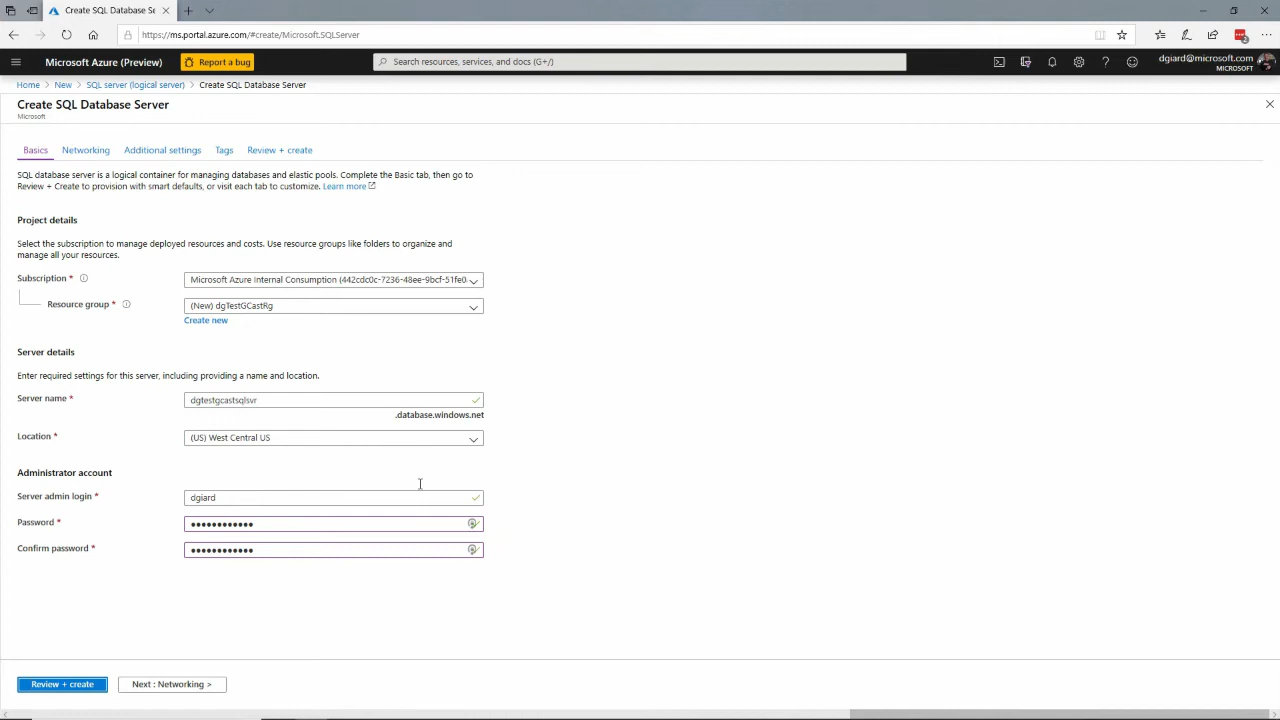 Create SQL Database Se
https://ms.portal.azure.com/#create/Microsoft.SQLServer
Microsoft Azure (Preview)
Report a bug
Search resources, services, and docs (G+/)
dgiard@microsoft.com
MICROSOFT
Home > New > SQL server (logical server) > Create SQL Database Server
Create SQL Database Server
Microsoft
Basics Networking Additional settings Tags Review + create
SQL database server is a logical container for managing databases and elastic pools. Complete the Basic tab, then go to
Review + Create to provision with smart defaults, or visit each tab to customize. Learn more
Project details
Select the subscription to manage deployed resources and costs. Use resource groups like folders to organize and
manage all your resources.
Subscription * Microsoft Azure Internal Consumption (442cdc0c-7236-48ee-9bcf-51fe0
Resource group * (New) dgTestGCastRg
Create new
Server details
Enter required settings for this server, including providing a name and location.
Server name * dgtestgcastsqlsvr
.database.windows.net
Location * (US) West Central US
Administrator account
Server admin login * dgiard
Password * ••••••••••••
Confirm password * ••••••••••••
Review + create Next : Networking >